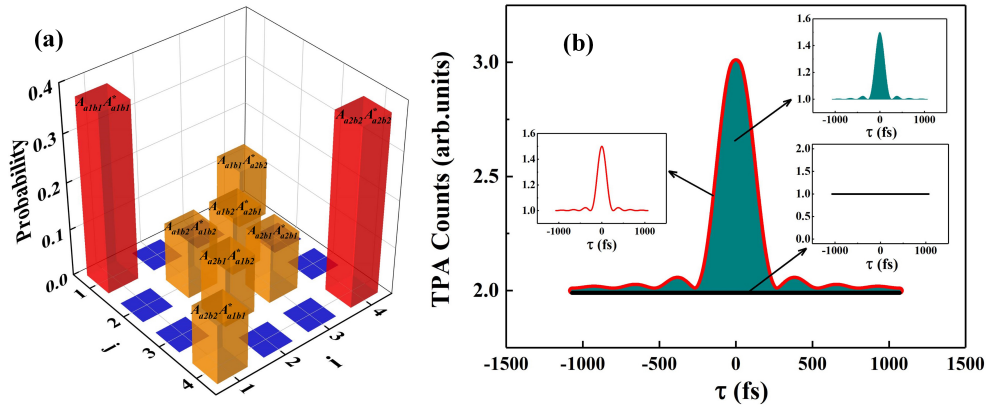 (a)
Probability
0.4
0.3
0.2
0.1
0.0
1
2
3
4
j
1
2
3
4
i
A_{a1b1}A^*_{a1b1}
A_{a2b2}A^*_{a2b2}
A_{a1b1}A^*_{a2b2}
A_{a1b2}A^*_{a2b1}
A_{a1b2}A^*_{a1b2}
A_{a2b1}A^*_{a2b1}
A_{a2b1}A^*_{a1b2}
A_{a2b2}A^*_{a1b1}
(b)
TPA Counts (arb.units)
3.0
2.5
2.0
-1500
-1000
-500
0
500
1000
1500
τ (fs)
1.6
1.4
1.2
1.0
-1000 0 1000
τ (fs)
1.6
1.4
1.2
1.0
-1000 0 1000
τ (fs)
2.0
1.5
1.0
0.5
0.0
-1000 0 1000
τ (fs)